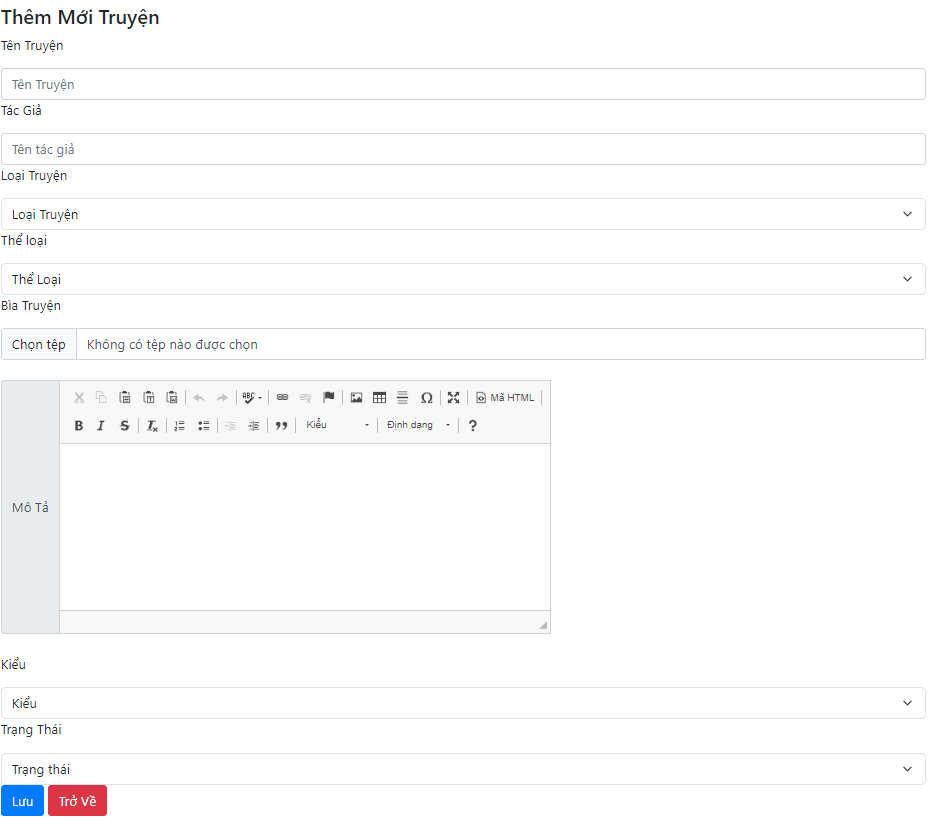 Thêm Mới Truyện
Tên Truyện
Tên Truyện
Tác Giả
Tên tác giả
Loại Truyện
Loại Truyện
Thể loại
Thể Loại
Bìa Truyện
Chọn tệp Không có tệp nào được chọn
ABC Ω Mã HTML
B I S Tx Kiểu Định dạng ?
Mô Tả
Kiểu
Kiểu
Trạng Thái
Trạng thái
Lưu Trở Về